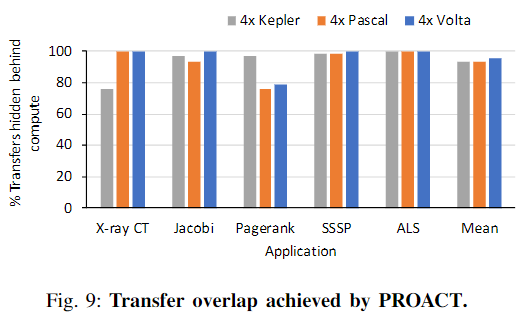 4x Kepler 4x Pascal 4x Volta
% Transfers hidden behind
compute
100
80
60
40
20
0
X-ray CT Jacobi Pagerank SSSP ALS Mean
Application
Fig. 9: Transfer overlap achieved by PROACT.